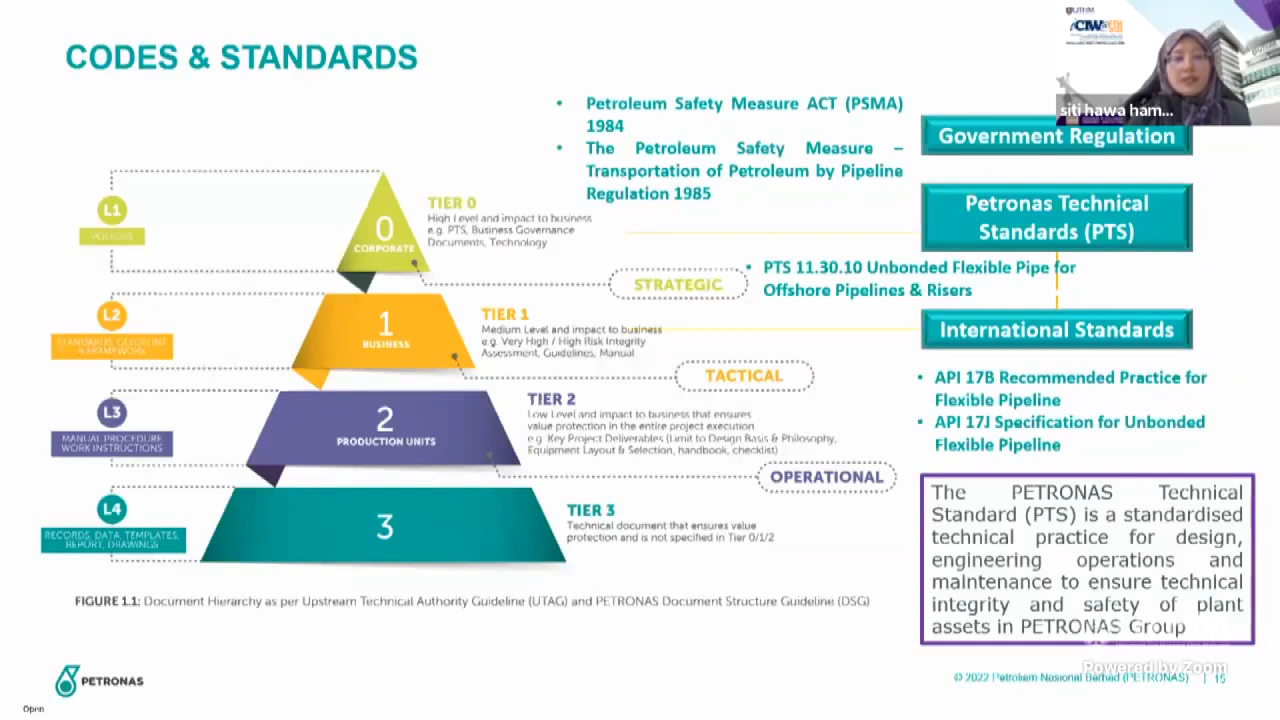 CODES & STANDARDS
UTHM
siti hawa ham...
• Petroleum Safety Measure ACT (PSMA)
1984
• The Petroleum Safety Measure –
Transportation of Petroleum by Pipeline
Regulation 1985
Government Regulation
Petronas Technical
Standards (PTS)
• PTS 11.30.10 Unbonded Flexible Pipe for
Offshore Pipelines & Risers
International Standards
• API 17B Recommended Practice for
Flexible Pipeline
• API 17J Specification for Unbonded
Flexible Pipeline
The PETRONAS Technical
Standard (PTS) is a standardised
technical practice for design,
engineering operations and
maintenance to ensure technical
integrity and safety of plant
assets in PETRONAS Group
L1
POLICIES
0
CORPORATE
TIER 0
High Level and impact to business
e.g. PTS, Business Governance
Documents, Technology
STRATEGIC
L2
STANDARDS, GUIDELINE
& FRAMEWORK
1
BUSINESS
TIER 1
Medium Level and impact to business
e.g. Very High / High Risk Integrity
Assessment, Guidelines, Manual
TACTICAL
L3
MANUAL PROCEDURE
WORK INSTRUCTIONS
2
PRODUCTION UNITS
TIER 2
Low Level and impact to business that ensures
value protection in the entire project execution
e.g. Key Project Deliverables (Limit to Design Basis & Philosophy,
Equipment Layout & Selection, handbook, checklist)
OPERATIONAL
L4
RECORDS, DATA, TEMPLATES,
REPORT, DRAWINGS
3
TIER 3
Technical document that ensures value
protection and is not specified in Tier 0/1/2
FIGURE 1.1: Document Hierarchy as per Upstream Technical Authority Guideline (UTAG) and PETRONAS Document Structure Guideline (DSG)
PETRONAS
Powered by Zoom
© 2022 Petroliam Nasional Berhad (PETRONAS) | 15
Open